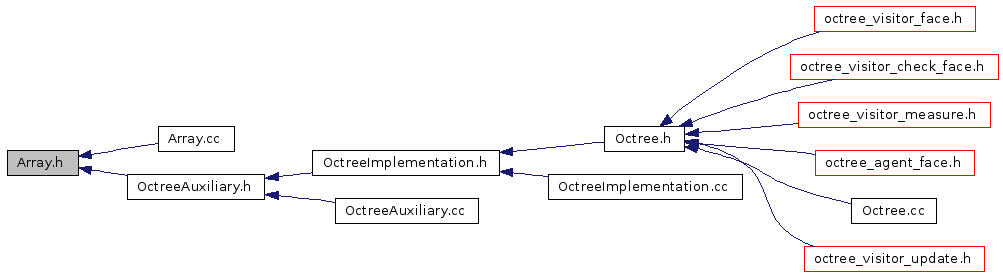 octree_visitor_face.h
octree_visitor_check_face.h
octree_visitor_measure.h
Array.cc
Octree.h
Array.h
OctreeImplementation.h
octree_agent_face.h
OctreeAuxiliary.h
OctreeImplementation.cc
OctreeAuxiliary.cc
Octree.cc
octree_visitor_update.h